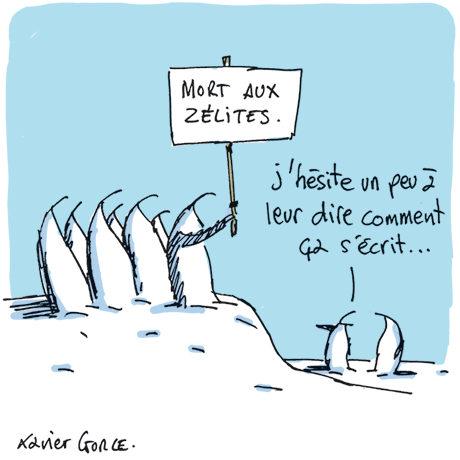 MORT AUX
ZÉLITES.
j'hésite un peu à
leur dire comment
ça s'écrit...
Xavier GORCE.